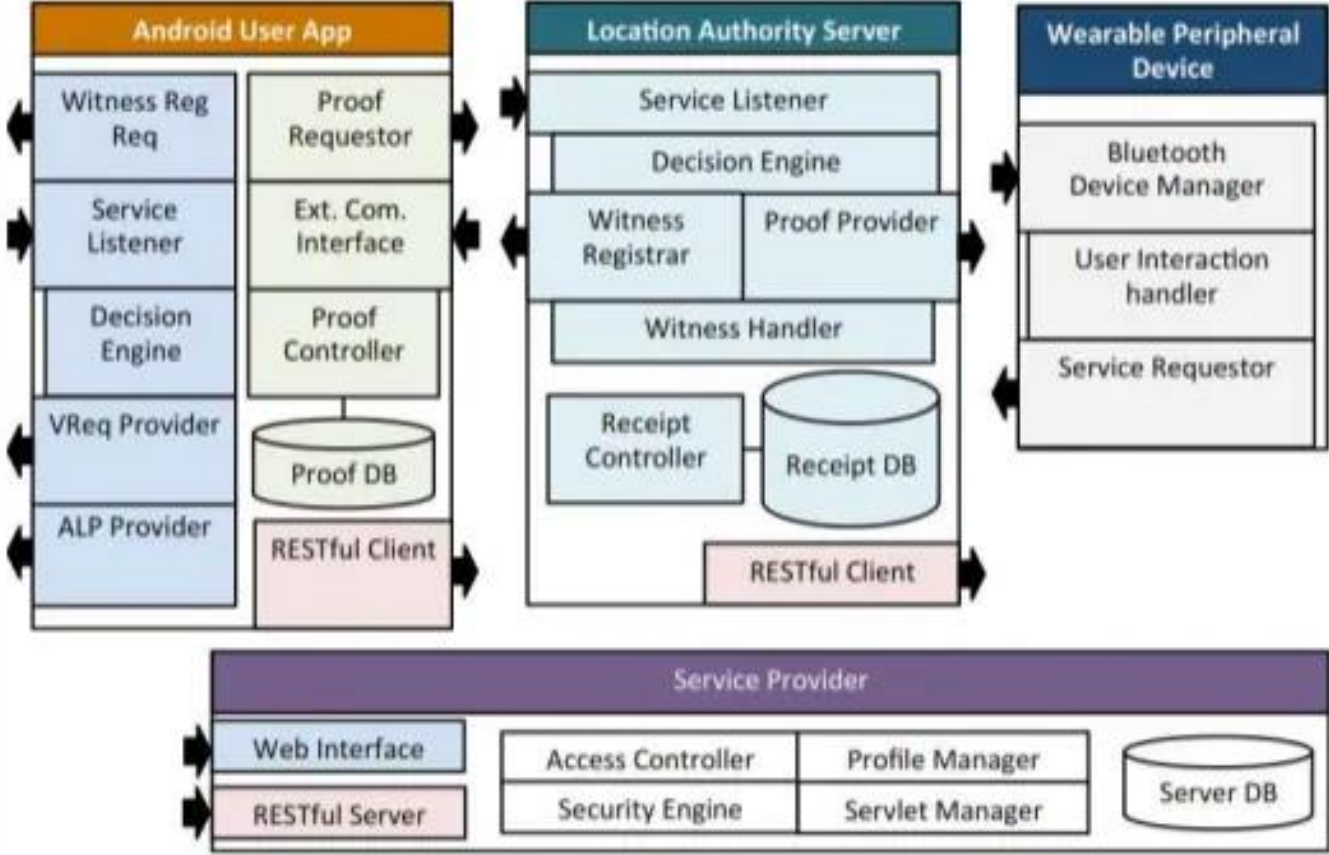 Android User App
Witness Reg
Req
Proof
Requestor
Service
Listener
Ext. Com.
Interface
Decision
Engine
Proof
Controller
VReq Provider
Proof DB
ALP Provider
RESTful Client
Location Authority Server
Service Listener
Decision Engine
Witness
Registrar
Proof Provider
Witness Handler
Receipt
Controller
Receipt DB
RESTful Client
Wearable Peripheral
Device
Bluetooth
Device Manager
User Interaction
handler
Service Requestor
Service Provider
Web Interface
RESTful Server
Access Controller
Profile Manager
Security Engine
Servlet Manager
Server DB